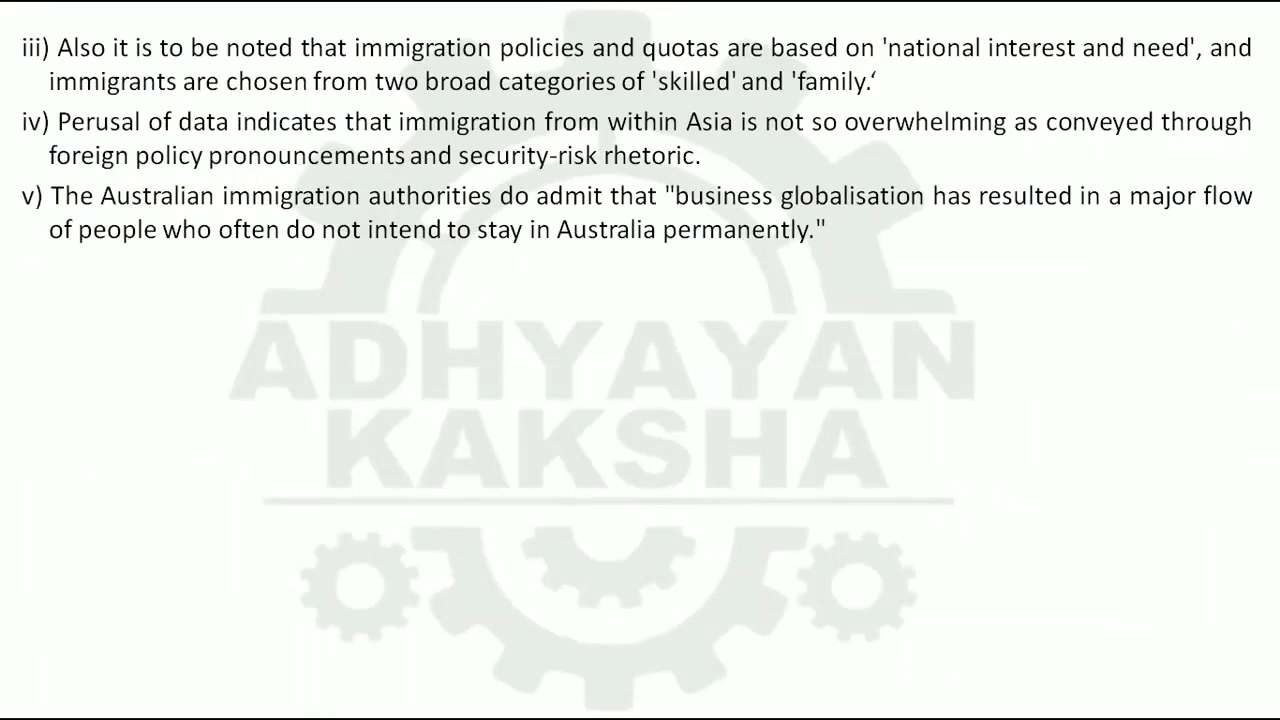 iii) Also it is to be noted that immigration policies and quotas are based on 'national interest and need', and
immigrants are chosen from two broad categories of 'skilled' and 'family.‘
iv) Perusal of data indicates that immigration from within Asia is not so overwhelming as conveyed through
foreign policy pronouncements and security-risk rhetoric.
v) The Australian immigration authorities do admit that "business globalisation has resulted in a major flow
of people who often do not intend to stay in Australia permanently."
ADHYAYAN
KAKSHA